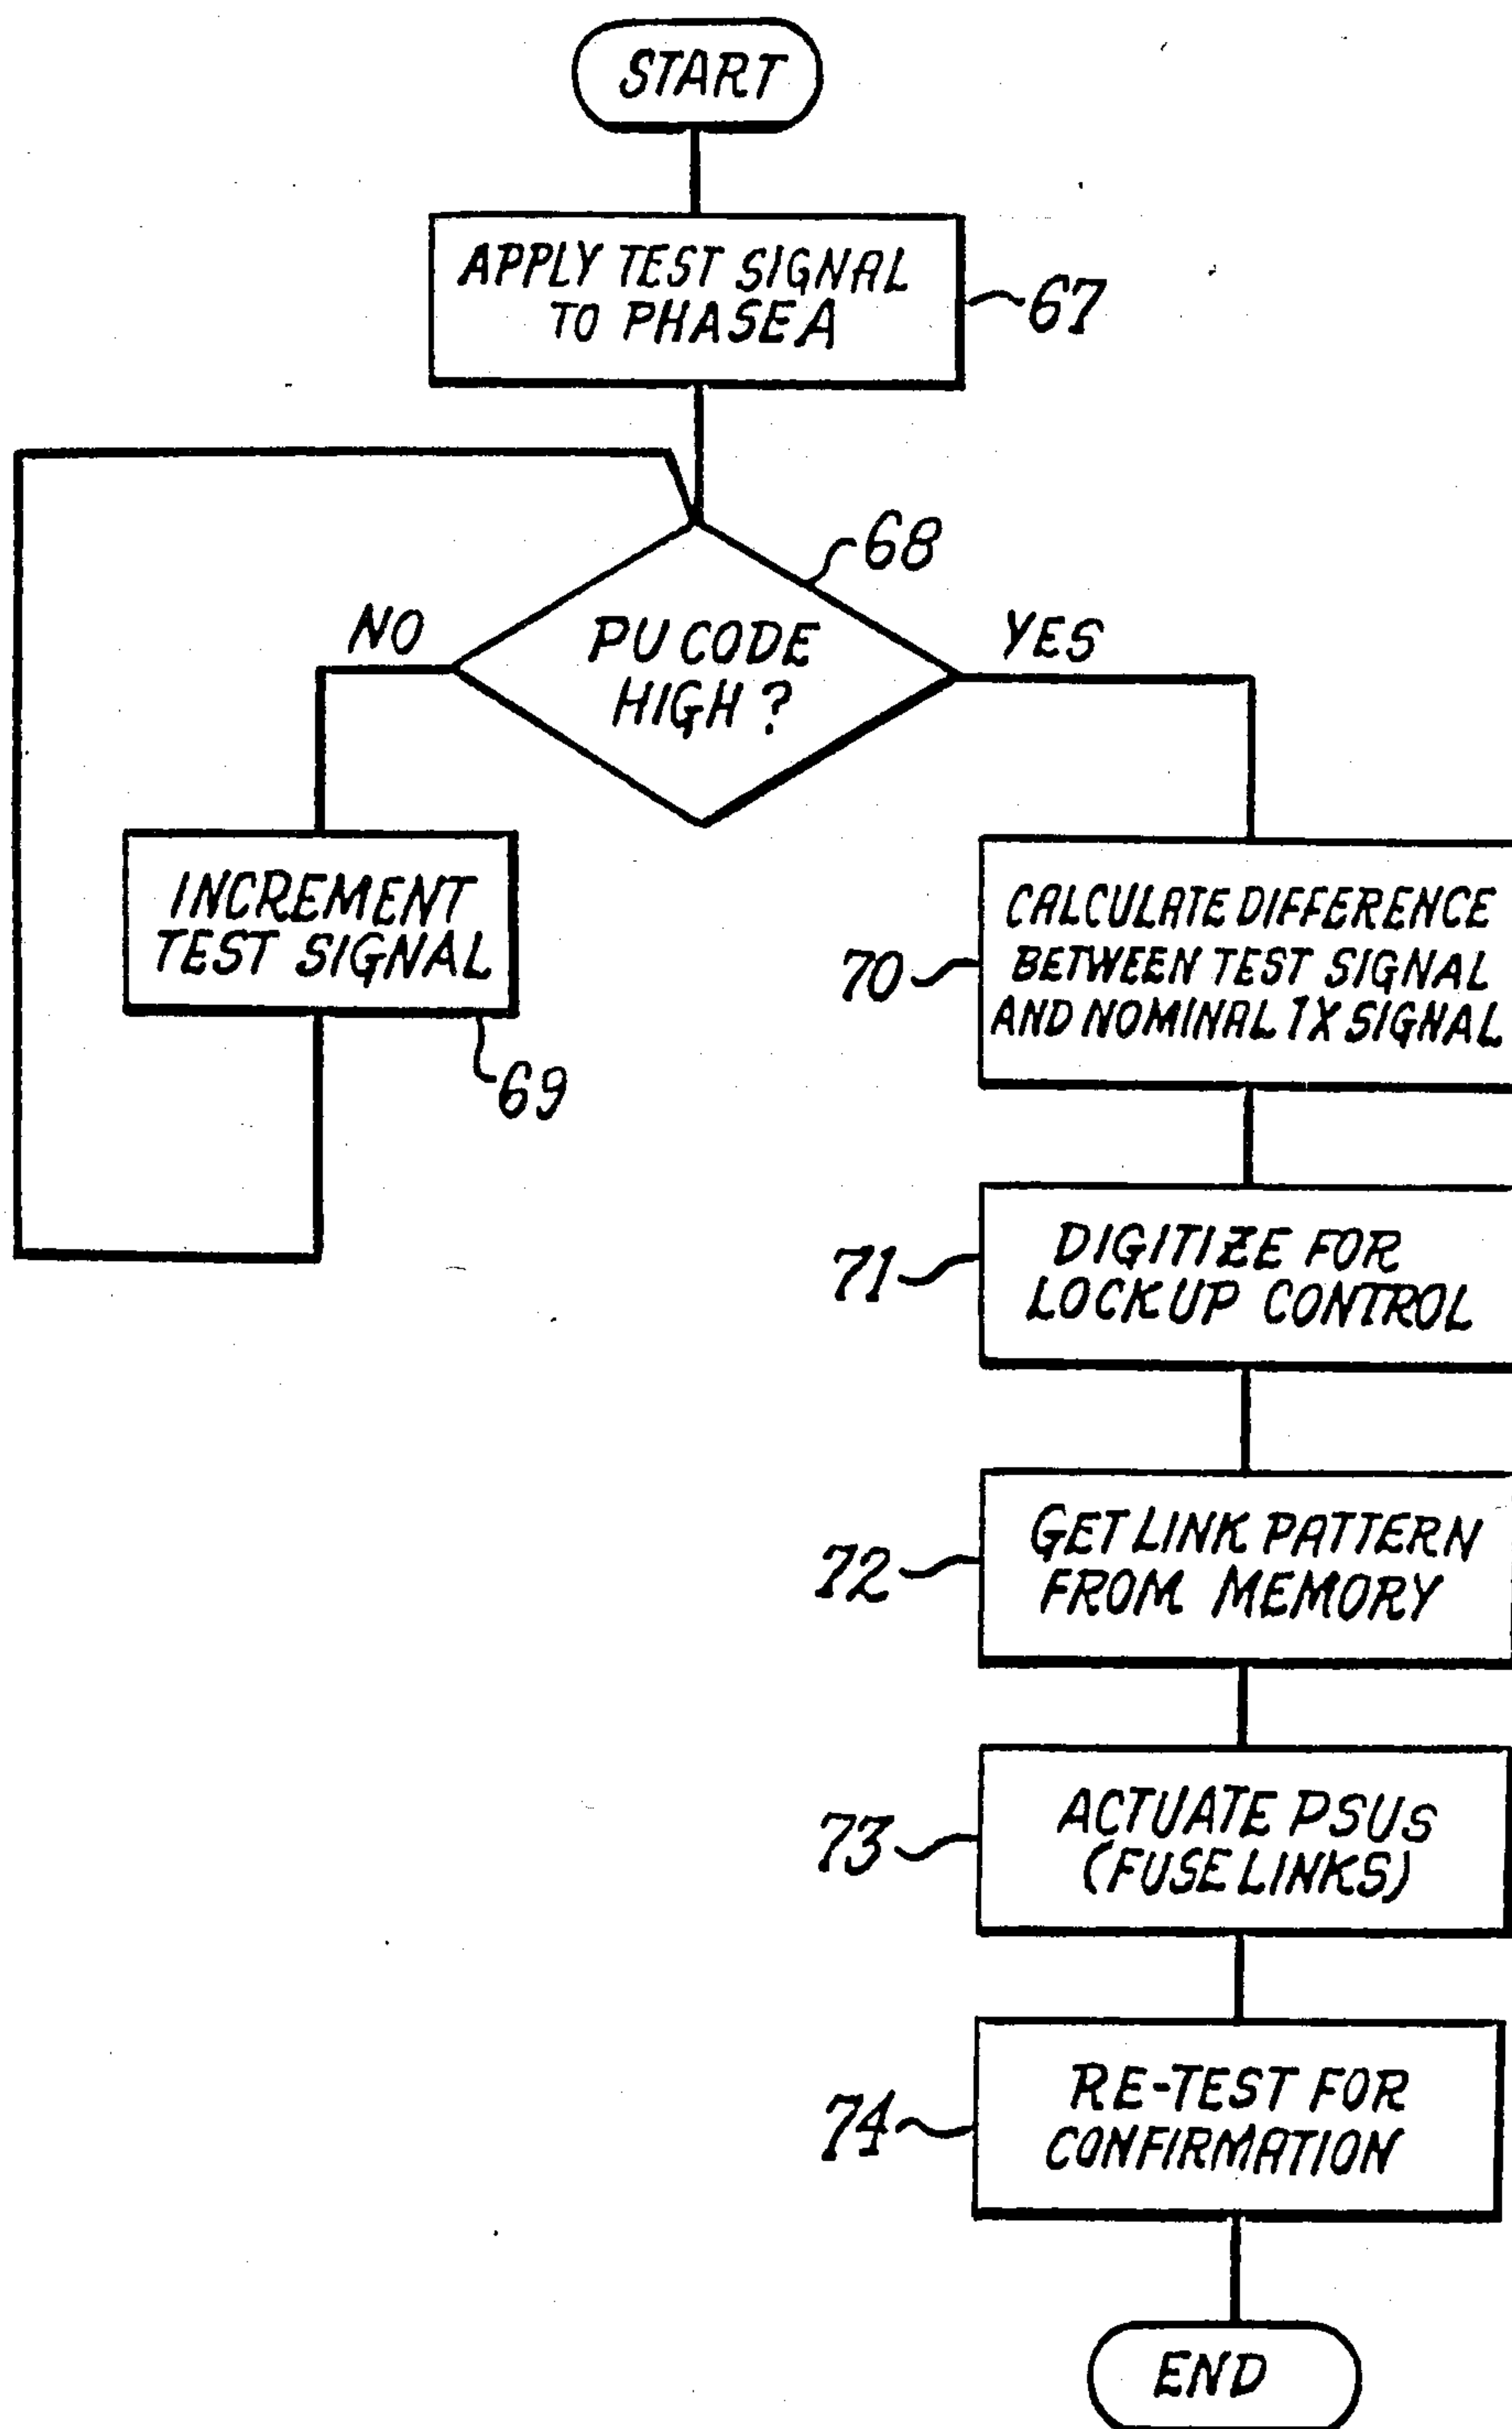 START
APPLY TEST SIGNAL
TO PHASE A
67
68
NO
PU CODE
HIGH ?
YES
INCREMENT
TEST SIGNAL
69
CALCULATE DIFFERENCE
BETWEEN TEST SIGNAL
AND NOMINAL TX SIGNAL
70
DIGITIZE FOR
LOCKUP CONTROL
71
GET LINK PATTERN
FROM MEMORY
72
ACTUATE PSUS
(FUSE LINKS)
73
RE-TEST FOR
CONFIRMATION
74
END